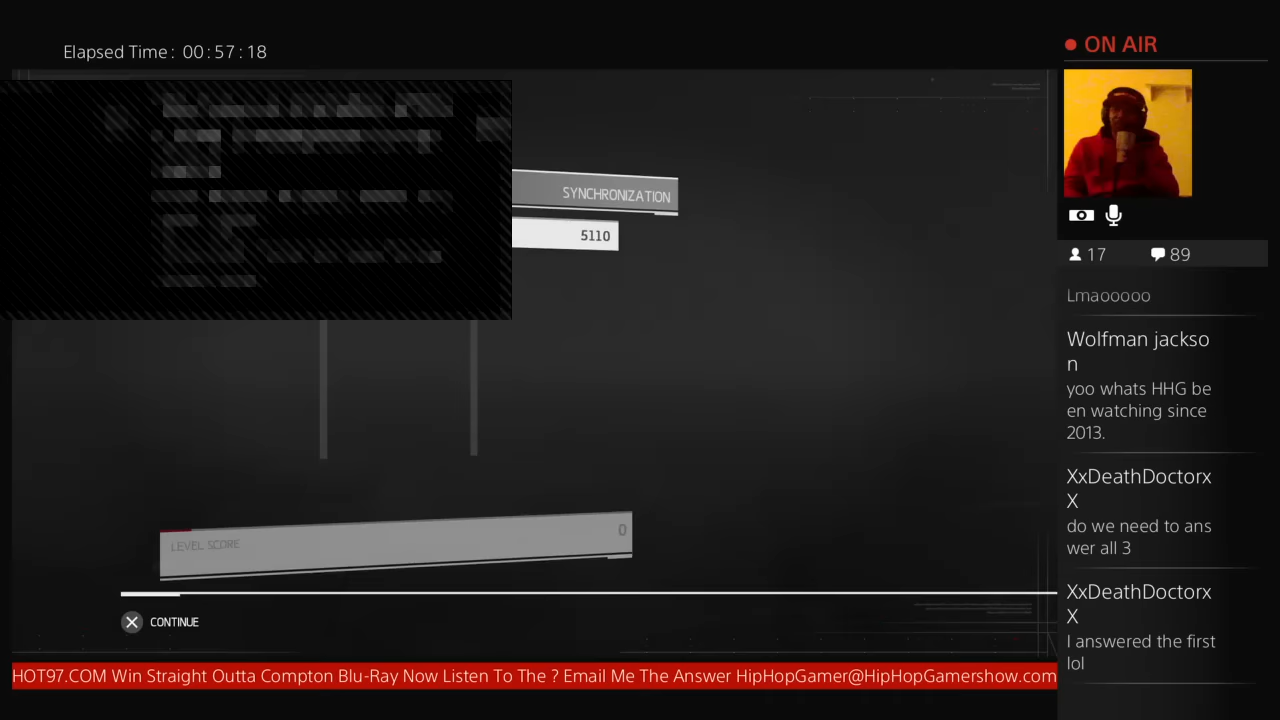 Elapsed Time: 00:57:18
ON AIR
SYNCHRONIZATION
5110
17
89
Lmaooooo
Wolfman jackso
n
yoo whats HHG be
en watching since
2013.
XxDeathDoctorx
X
do we need to ans
wer all 3
XxDeathDoctorx
X
I answered the first
lol
LEVEL SCORE
0
CONTINUE
HOT97.COM Win Straight Outta Compton Blu-Ray Now Listen To The ? Email Me The Answer HipHopGamer@HipHopGamershow.com